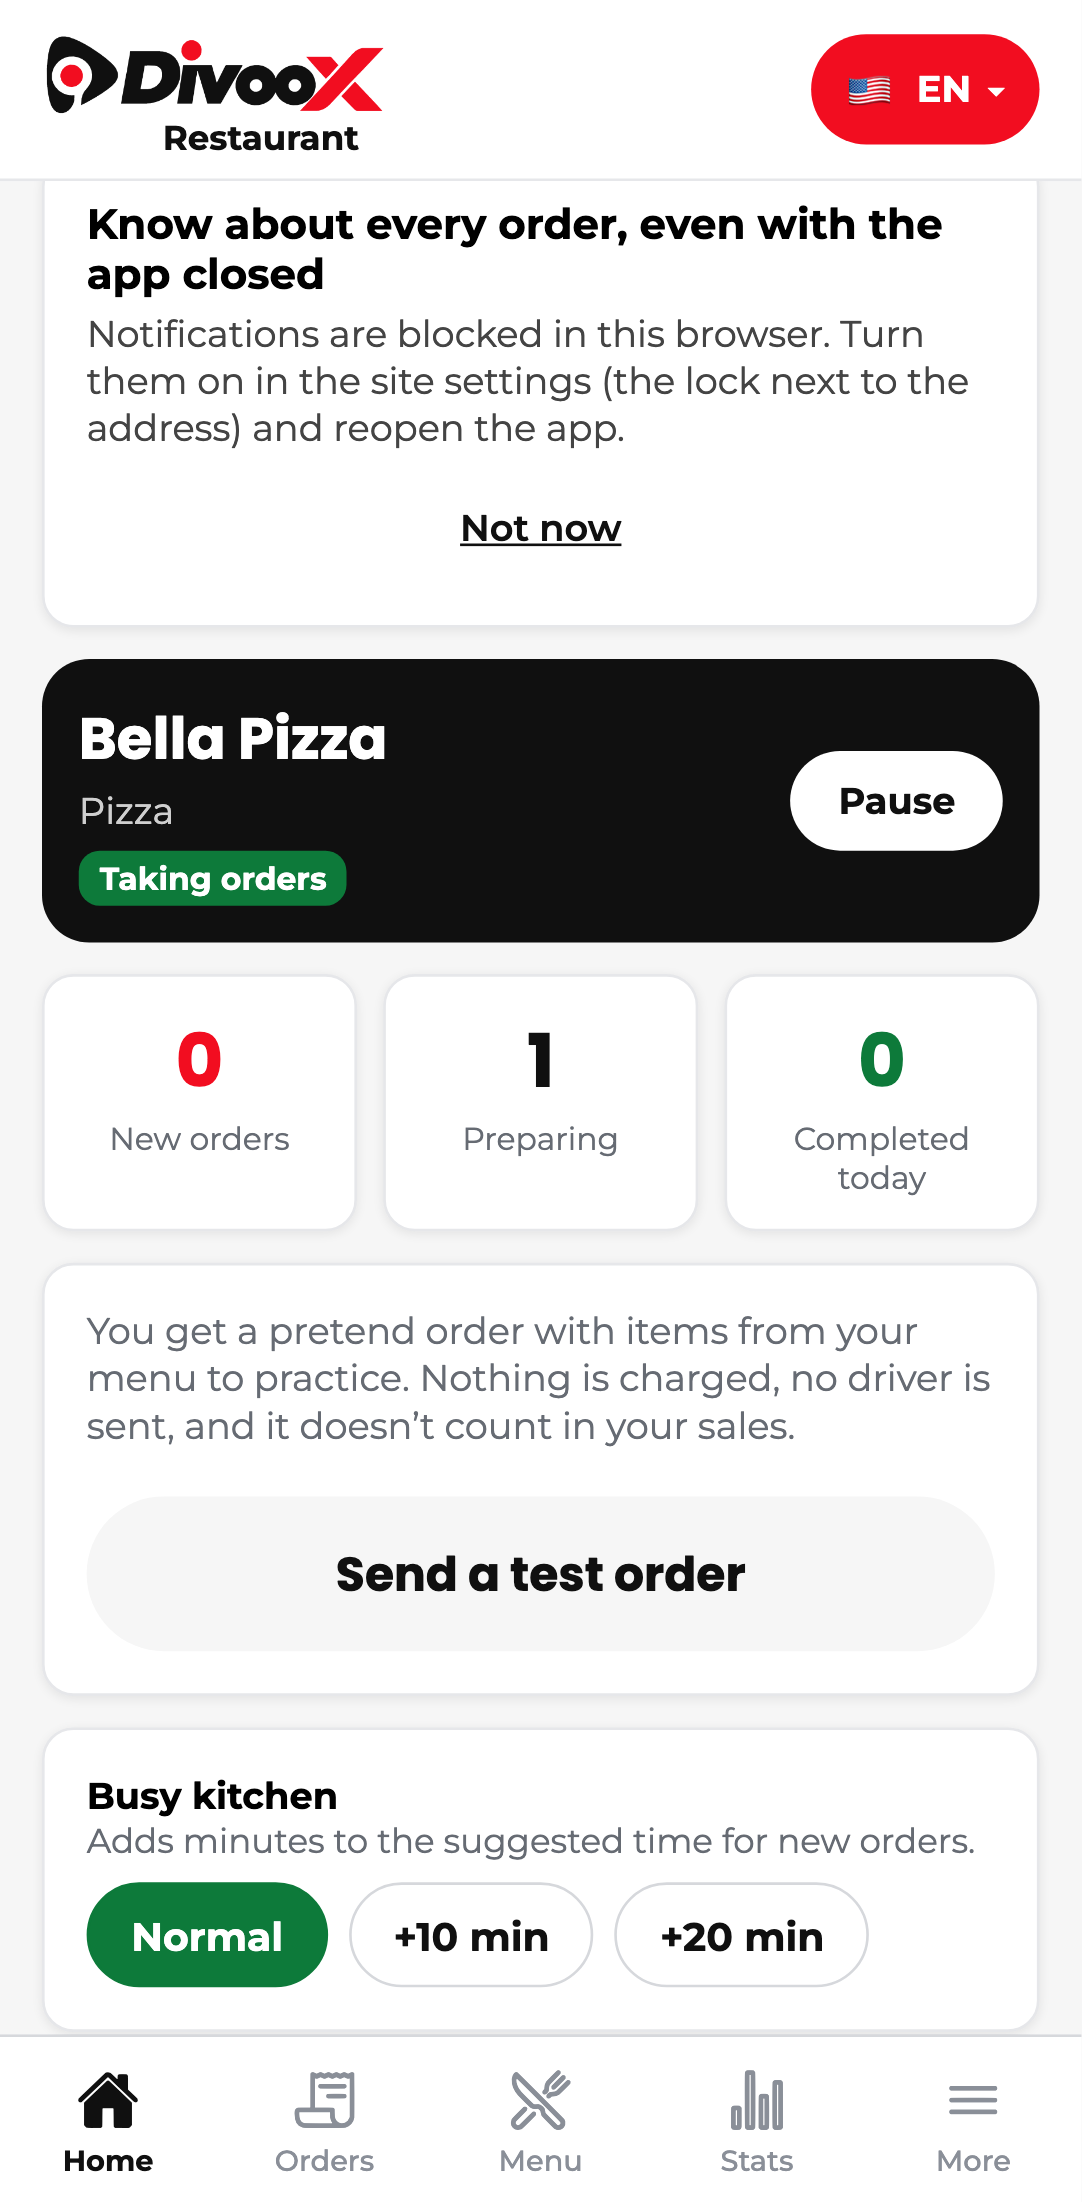 DivooX
Restaurant
EN
Know about every order, even with the
app closed
Notifications are blocked in this browser. Turn
them on in the site settings (the lock next to the
address) and reopen the app.
Not now
Bella Pizza
Pizza
Taking orders
Pause
0
New orders
1
Preparing
0
Completed
today
You get a pretend order with items from your
menu to practice. Nothing is charged, no driver is
sent, and it doesn’t count in your sales.
Send a test order
Busy kitchen
Adds minutes to the suggested time for new orders.
Normal
+10 min
+20 min
Home
Orders
Menu
Stats
More